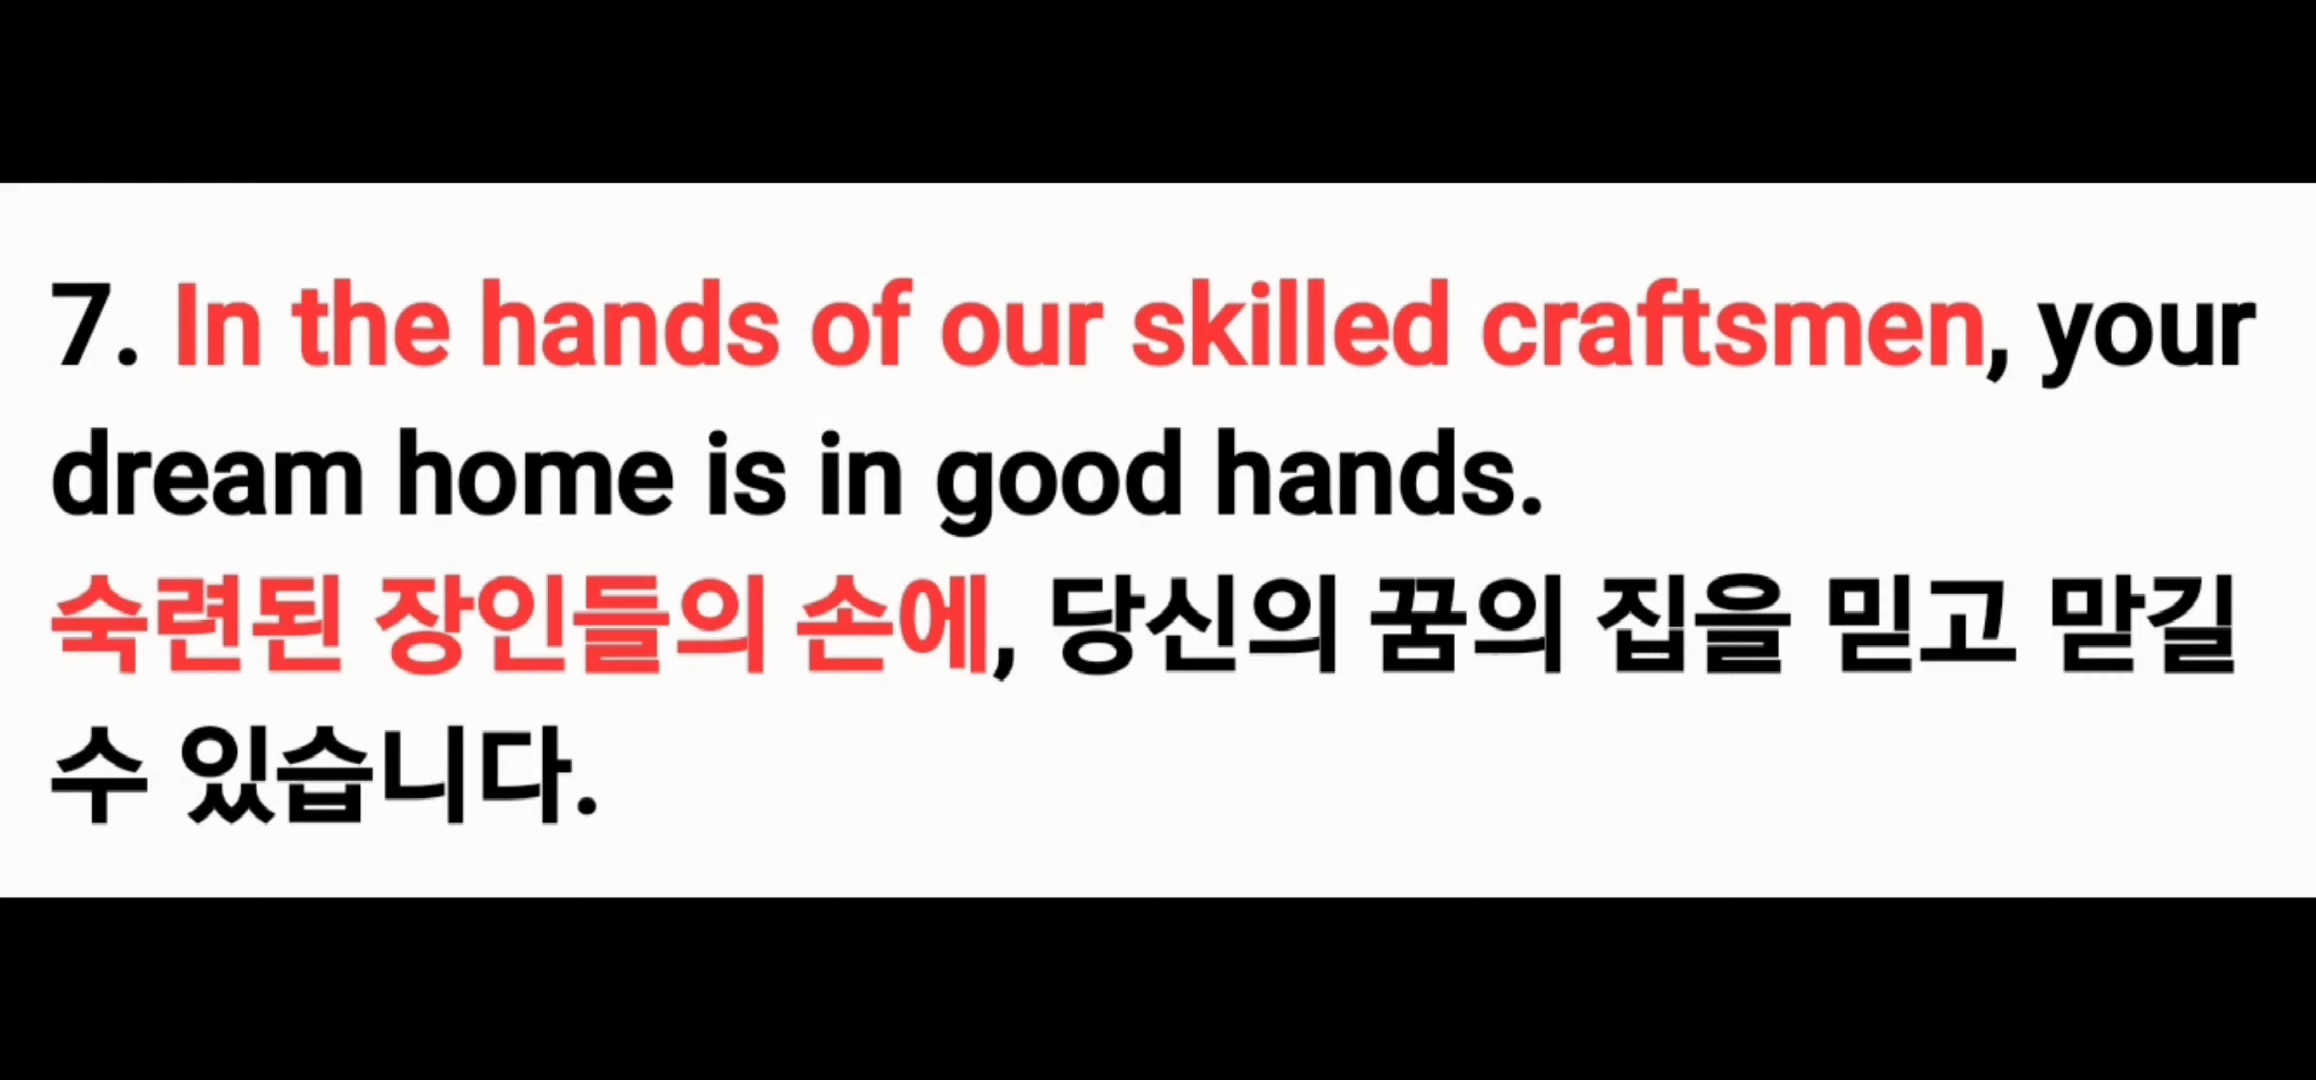 7. In the hands of our skilled craftsmen, your
dream home is in good hands.
숙련된 장인들의 손에, 당신의 꿈의 집을 믿고 맏길
수 있습니다.